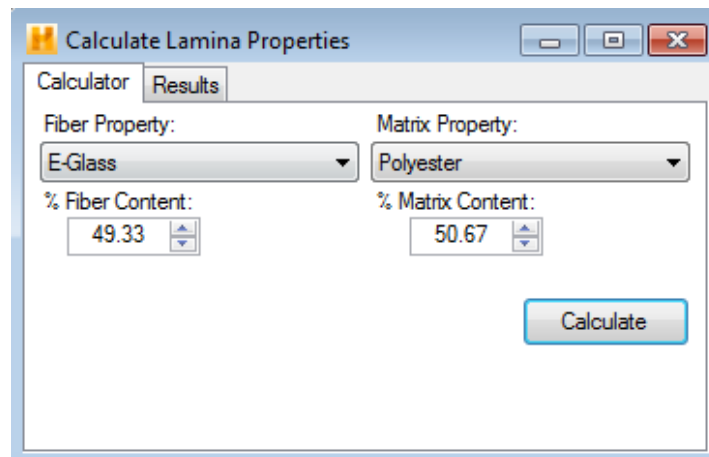 Calculate Lamina Properties
Calculator Results
Fiber Property: Matrix Property:
E-Glass Polyester
% Fiber Content: % Matrix Content:
49.33 50.67
Calculate